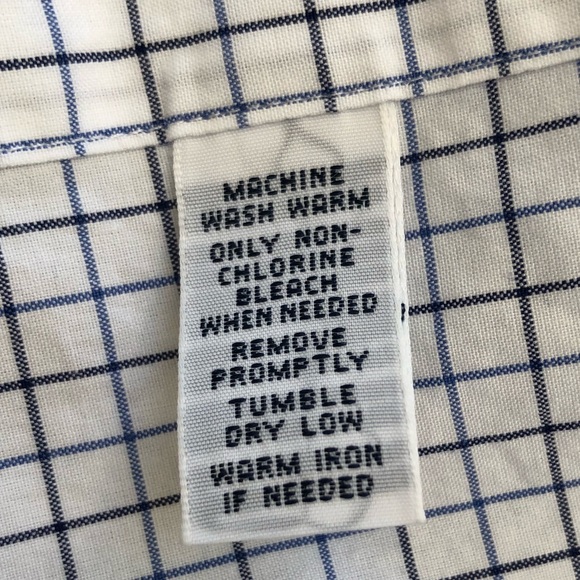 MACHINE
WASH WARM
ONLY NON-
CHLORINE
BLEACH
WHEN NEEDED
REMOVE
PROMPTLY
TUMBLE
DRY LOW
WARM IRON
IF NEEDED